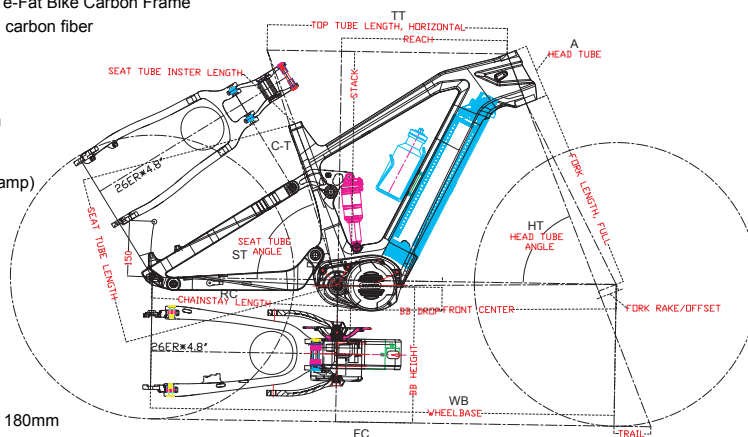 e-Fat Bike Carbon Frame
carbon fiber
TT
TOP TUBE LENGTH, HORIZONTAL
REACH
A
HEAD TUBE
SEAT TUBE INSTER LENGTH
STACK
C-T
26ER*4.8"
amp)
FORK LENGTH, FULL
SEAT TUBE LENGTH
150
ST
SEAT TUBE
ANGLE
HT
HEAD TUBE
ANGLE
RC
CHAINSTAY LENGTH
BB DROP
FRONT CENTER
FORK RAKE/OFFSET
26ER*4.8"
BB HEIGHT
WB
WHEELBASE
180mm
FC
TRAIL